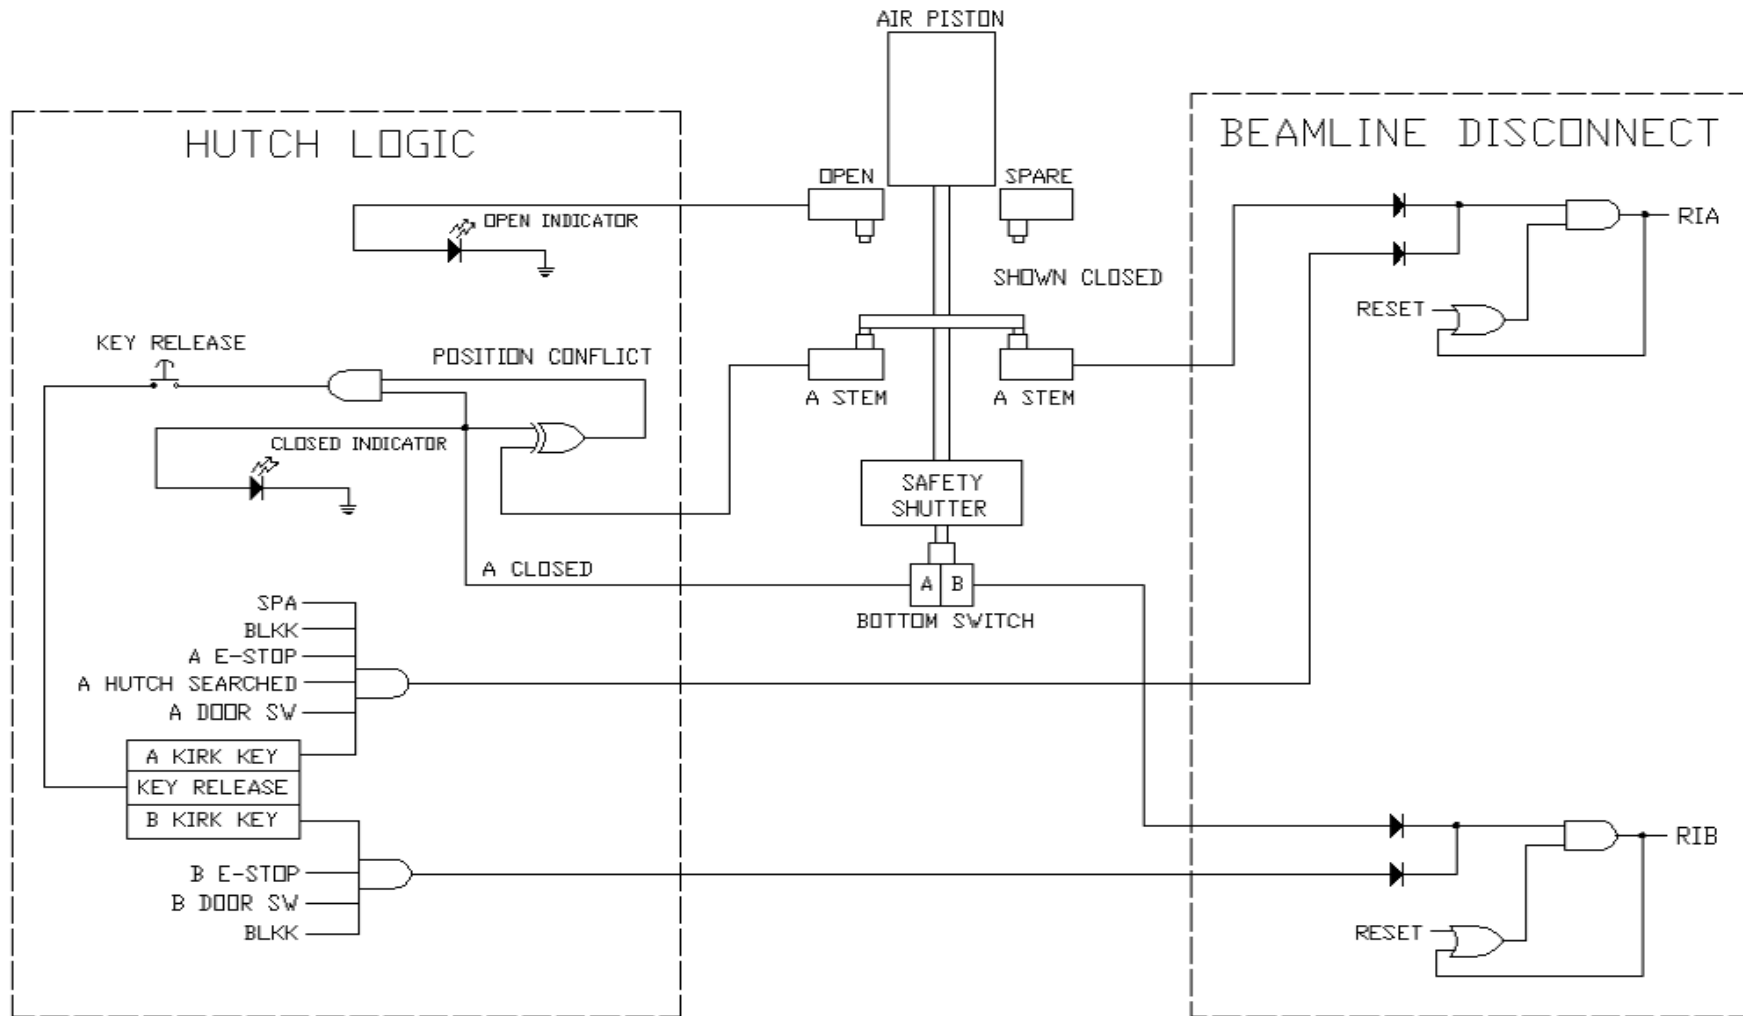 AIR PISTON
HUTCH LOGIC
BEAMLINE DISCONNECT
OPEN
SPARE
OPEN INDICATOR
RIA
SHOWN CLOSED
RESET
KEY RELEASE
POSITION CONFLICT
A STEM
A STEM
CLOSED INDICATOR
SAFETY
SHUTTER
A CLOSED
A B
BOTTOM SWITCH
SPA
BLKK
A E-STOP
A HUTCH SEARCHED
A DOOR SW
A KIRK KEY
KEY RELEASE
B KIRK KEY
RIB
B E-STOP
B DOOR SW
BLKK
RESET